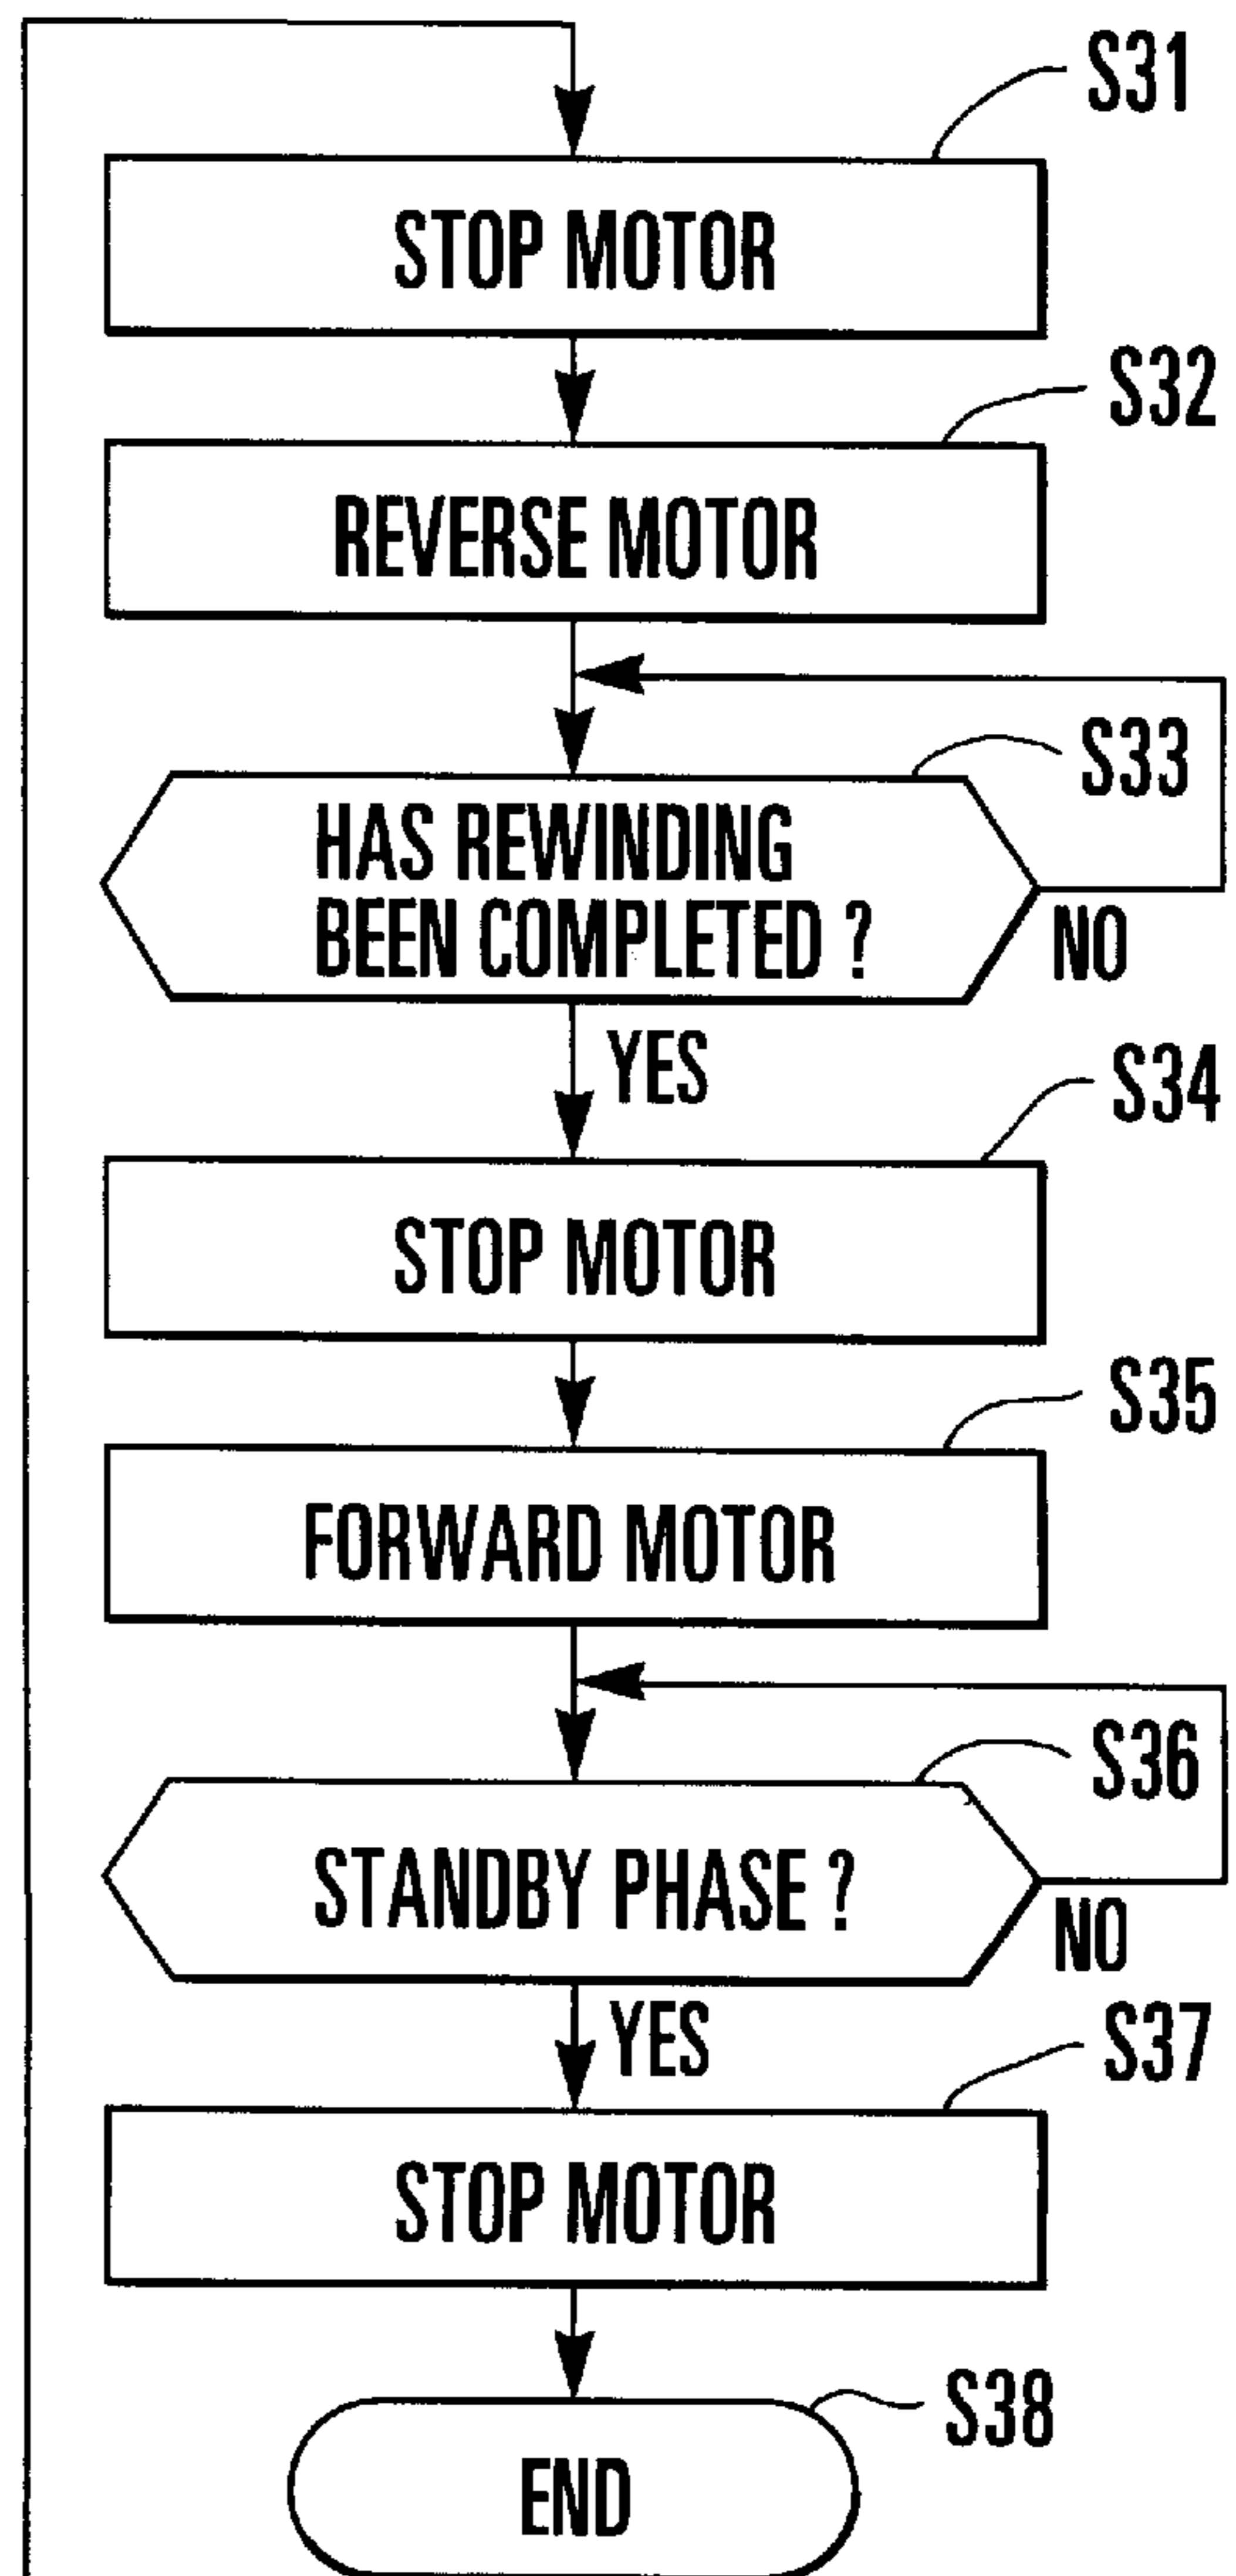 S31
STOP MOTOR
S32
REVERSE MOTOR
S33
HAS REWINDING
BEEN COMPLETED ?
NO
YES
S34
STOP MOTOR
S35
FORWARD MOTOR
S36
STANDBY PHASE ?
NO
YES
S37
STOP MOTOR
S38
END